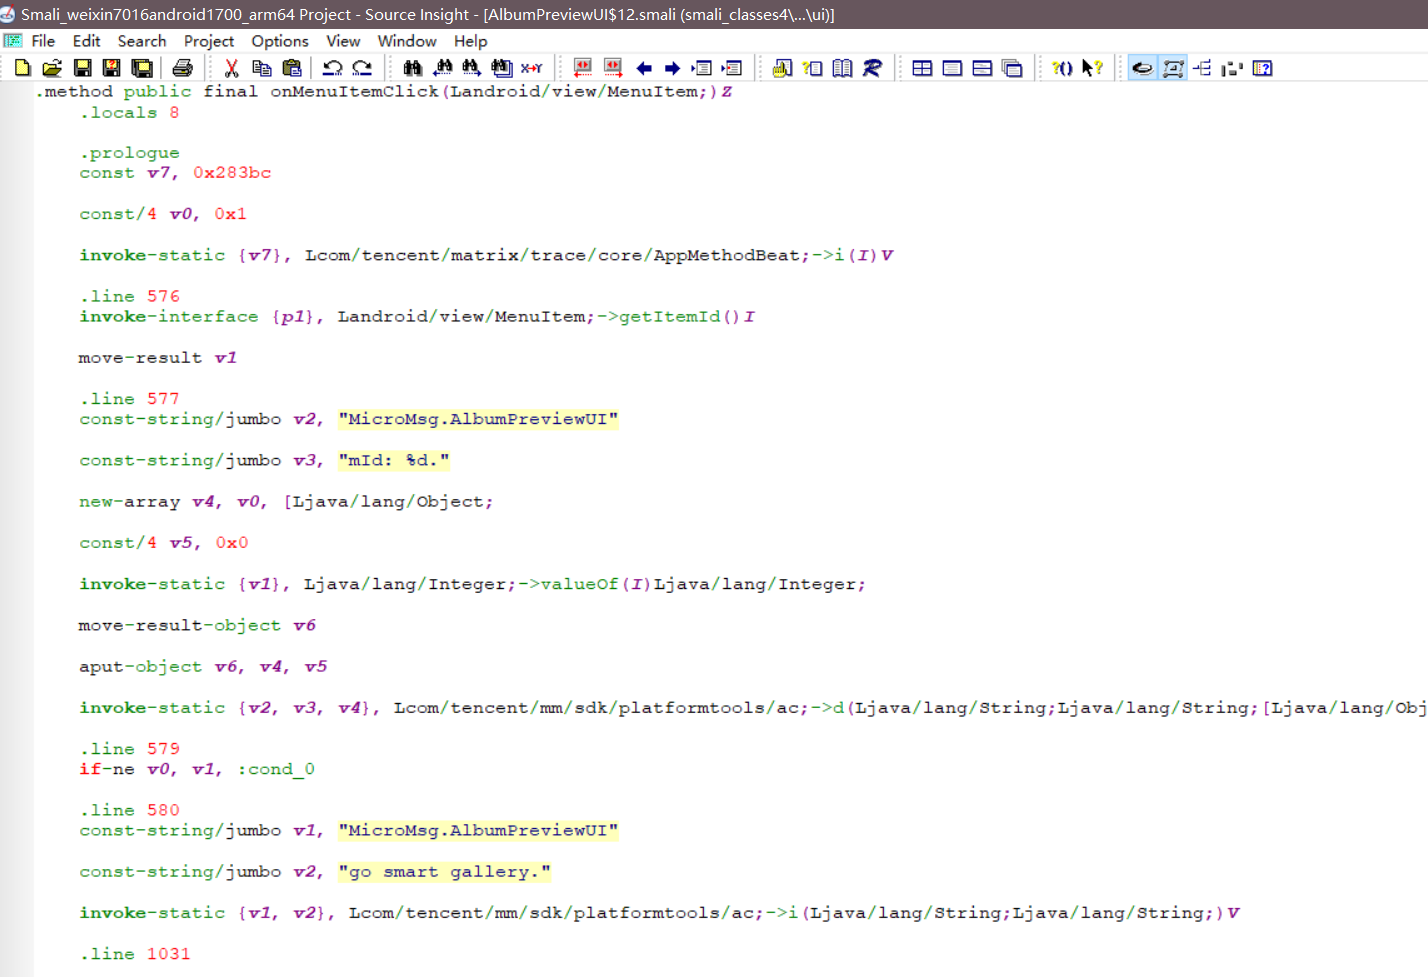 Smali_weixin7016android1700_arm64 Project - Source Insight - [AlbumPreviewUI$12.smali (smali_classes4\...\ui)]
File Edit Search Project Options View Window Help
.method public final onMenuItemClick(Landroid/view/MenuItem;)Z
.locals 8
.prologue
const v7, 0x283bc
const/4 v0, 0x1
invoke-static {v7}, Lcom/tencent/matrix/trace/core/AppMethodBeat;->i(I)V
.line 576
invoke-interface {p1}, Landroid/view/MenuItem;->getItemId()I
move-result v1
.line 577
const-string/jumbo v2, "MicroMsg.AlbumPreviewUI"
const-string/jumbo v3, "mId: %d."
new-array v4, v0, [Ljava/lang/Object;
const/4 v5, 0x0
invoke-static {v1}, Ljava/lang/Integer;->valueOf(I)Ljava/lang/Integer;
move-result-object v6
aput-object v6, v4, v5
invoke-static {v2, v3, v4}, Lcom/tencent/mm/sdk/platformtools/ac;->d(Ljava/lang/String;Ljava/lang/String;[Ljava/lang/Obj
.line 579
if-ne v0, v1, :cond_0
.line 580
const-string/jumbo v1, "MicroMsg.AlbumPreviewUI"
const-string/jumbo v2, "go smart gallery."
invoke-static {v1, v2}, Lcom/tencent/mm/sdk/platformtools/ac;->i(Ljava/lang/String;Ljava/lang/String;)V
.line 1031